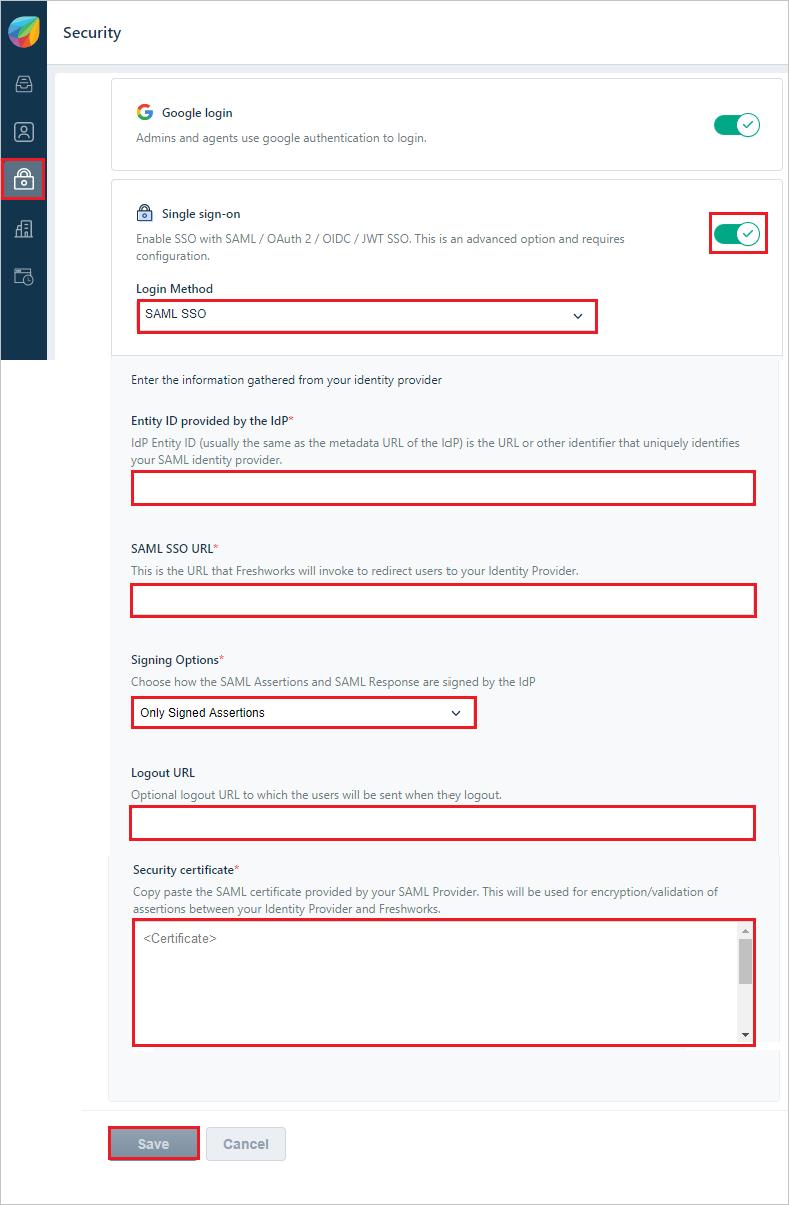 Security
Google login
Admins and agents use google authentication to login.
Single sign-on
Enable SSO with SAML / OAuth 2 / OIDC / JWT SSO. This is an advanced option and requires
configuration.
Login Method
SAML SSO
Enter the information gathered from your identity provider
Entity ID provided by the IdP*
IdP Entity ID (usually the same as the metadata URL of the IdP) is the URL or other identifier that uniquely identifies
your SAML identity provider.
SAML SSO URL*
This is the URL that Freshworks will invoke to redirect users to your Identity Provider.
Signing Options*
Choose how the SAML Assertions and SAML Response are signed by the IdP
Only Signed Assertions
Logout URL
Optional logout URL to which the users will be sent when they logout.
Security certificate*
Copy paste the SAML certificate provided by your SAML Provider. This will be used for encryption/validation of
assertions between your Identity Provider and Freshworks.
<Certificate>
Save
Cancel